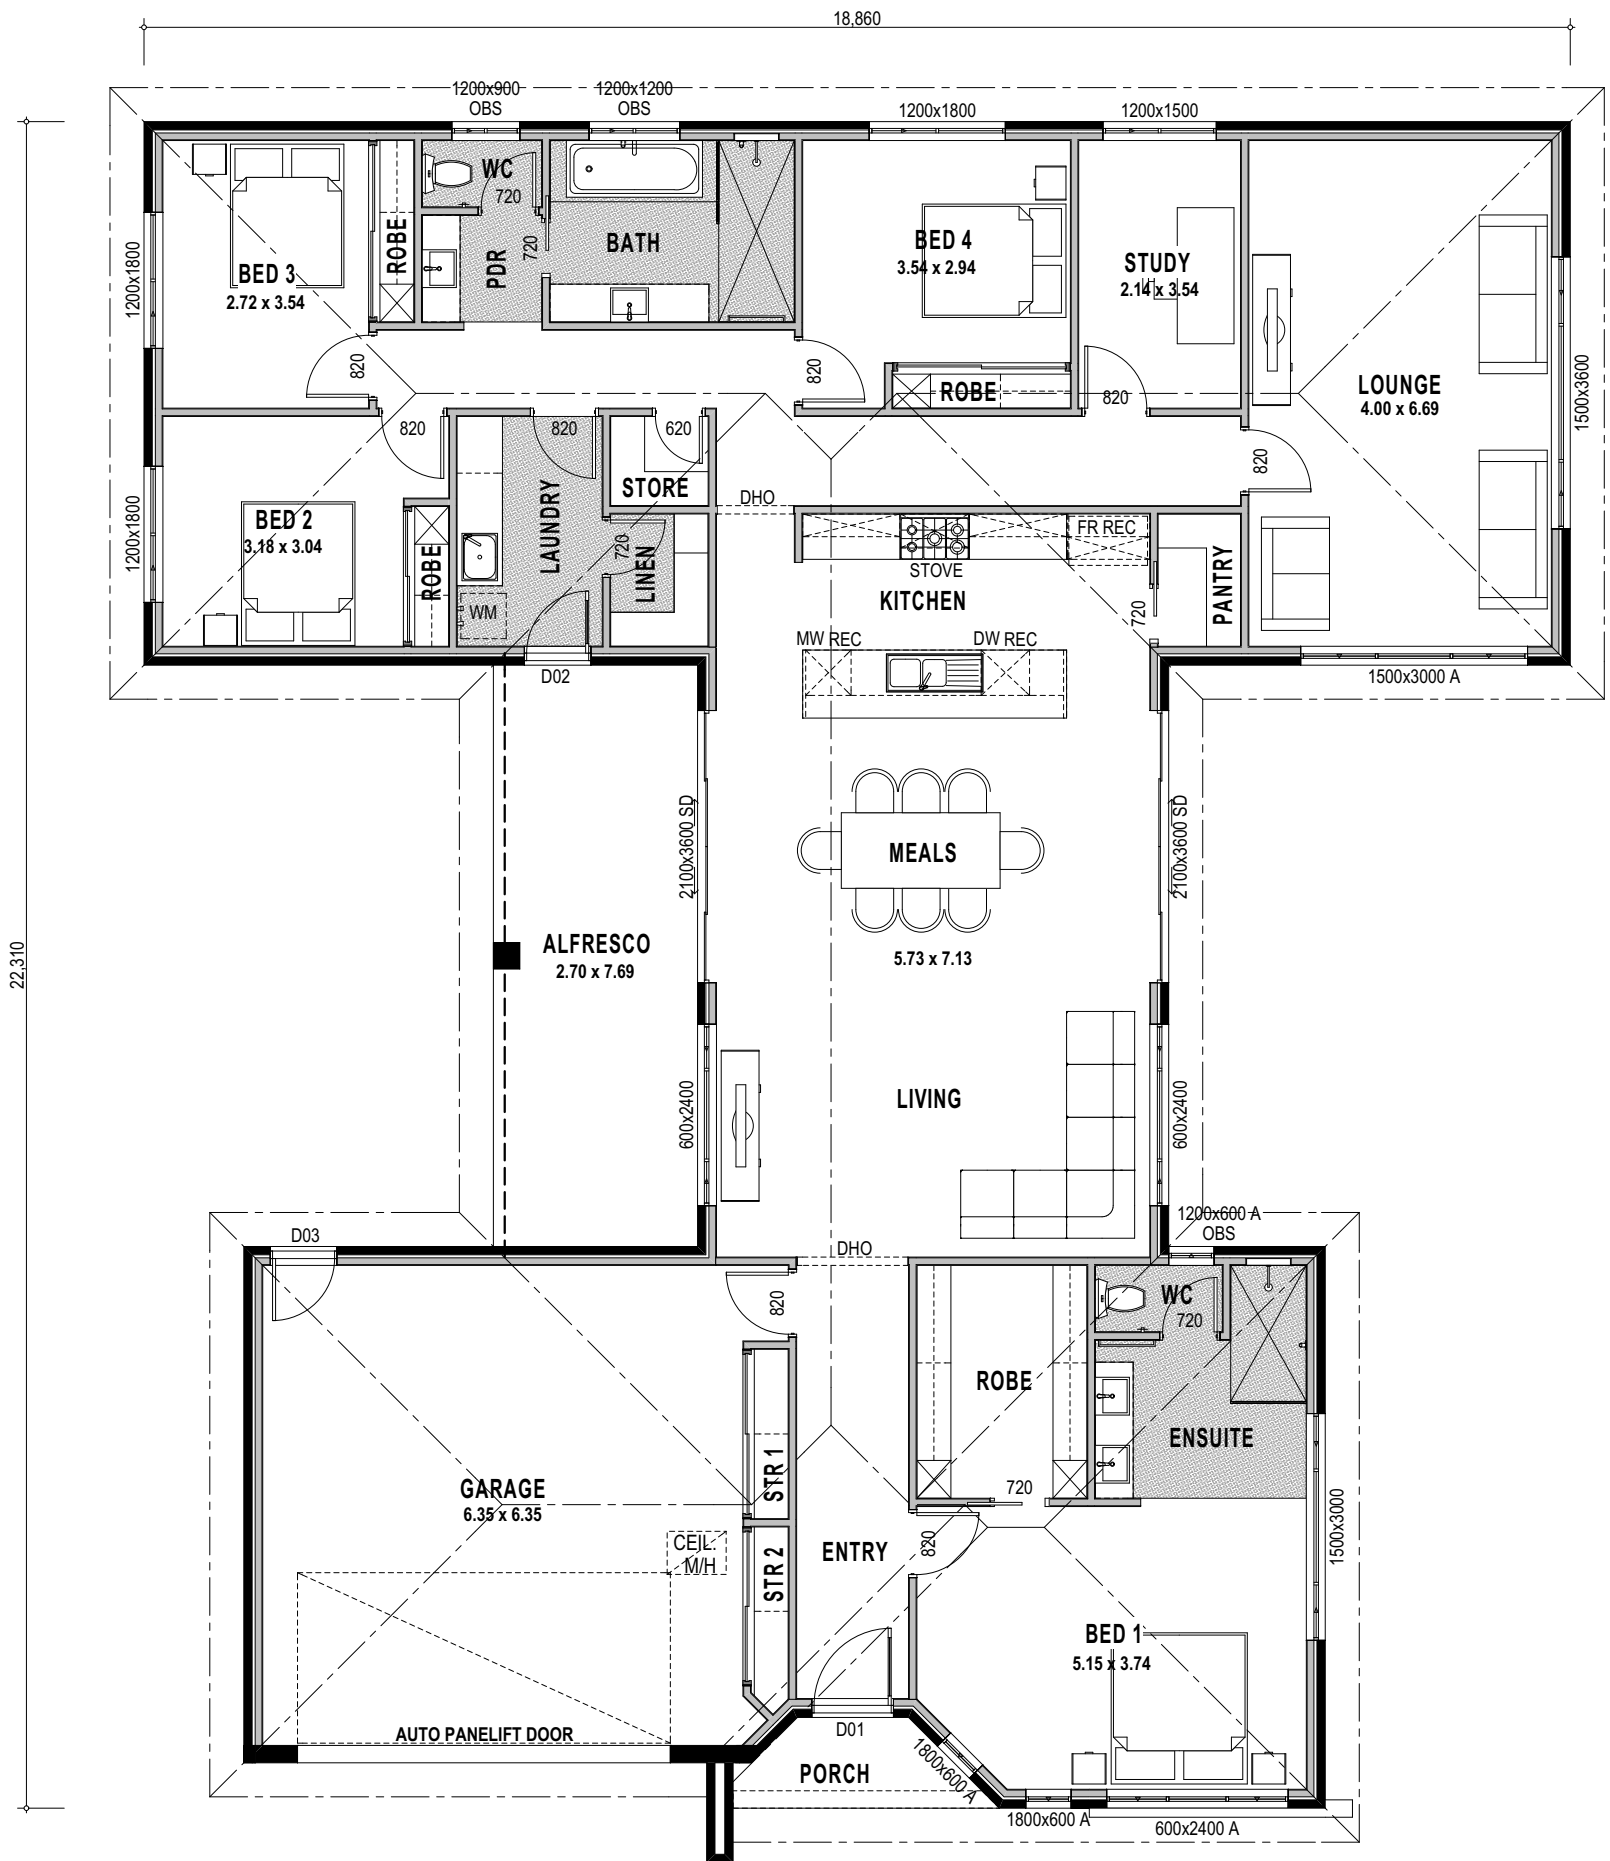 18,860
1200x900
OBS
1200x1200
OBS
1200x1800
1200x1500
WC
720
ROBE
PDR
720
BATH
BED 4
3.54 x 2.94
STUDY
2.14 x 3.54
BED 3
2.72 x 3.54
1200x1800
820
820
ROBE
820
LOUNGE
4.00 x 6.69
1500x3600
820
820
620
820
STORE
DHO
LAUNDRY
BED 2
3.18 x 3.04
1200x1800
ROBE
720
LINEN
WM
FR REC
STOVE
KITCHEN
PANTRY
720
MW REC
DW REC
D02
1500x3000 A
2100x3600 SD
2100x3600 SD
MEALS
22,310
ALFRESCO
2.70 x 7.69
5.73 x 7.13
LIVING
600x2400
600x2400
1200x600 A
OBS
D03
DHO
820
WC
720
ROBE
ENSUITE
STR 1
GARAGE
6.35 x 6.35
720
CEIL.
M/H
STR 2
ENTRY
820
1500x3000
BED 1
5.15 x 3.74
AUTO PANELIFT DOOR
D01
PORCH
1800x600 A
1800x600 A
600x2400 A